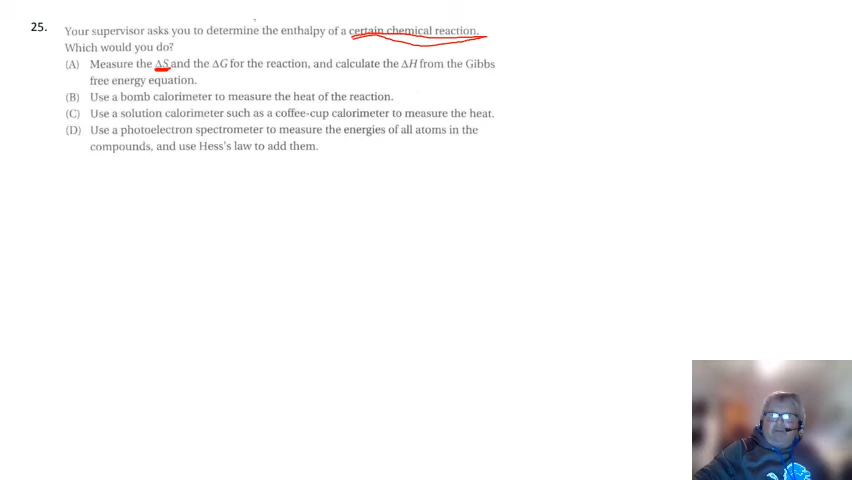 25.
Your supervisor asks you to determine the enthalpy of a certain chemical reaction.
Which would you do?
(A) Measure the ΔS and the ΔG for the reaction, and calculate the ΔH from the Gibbs
free energy equation.
(B) Use a bomb calorimeter to measure the heat of the reaction.
(C) Use a solution calorimeter such as a coffee-cup calorimeter to measure the heat.
(D) Use a photoelectron spectrometer to measure the energies of all atoms in the
compounds, and use Hess's law to add them.